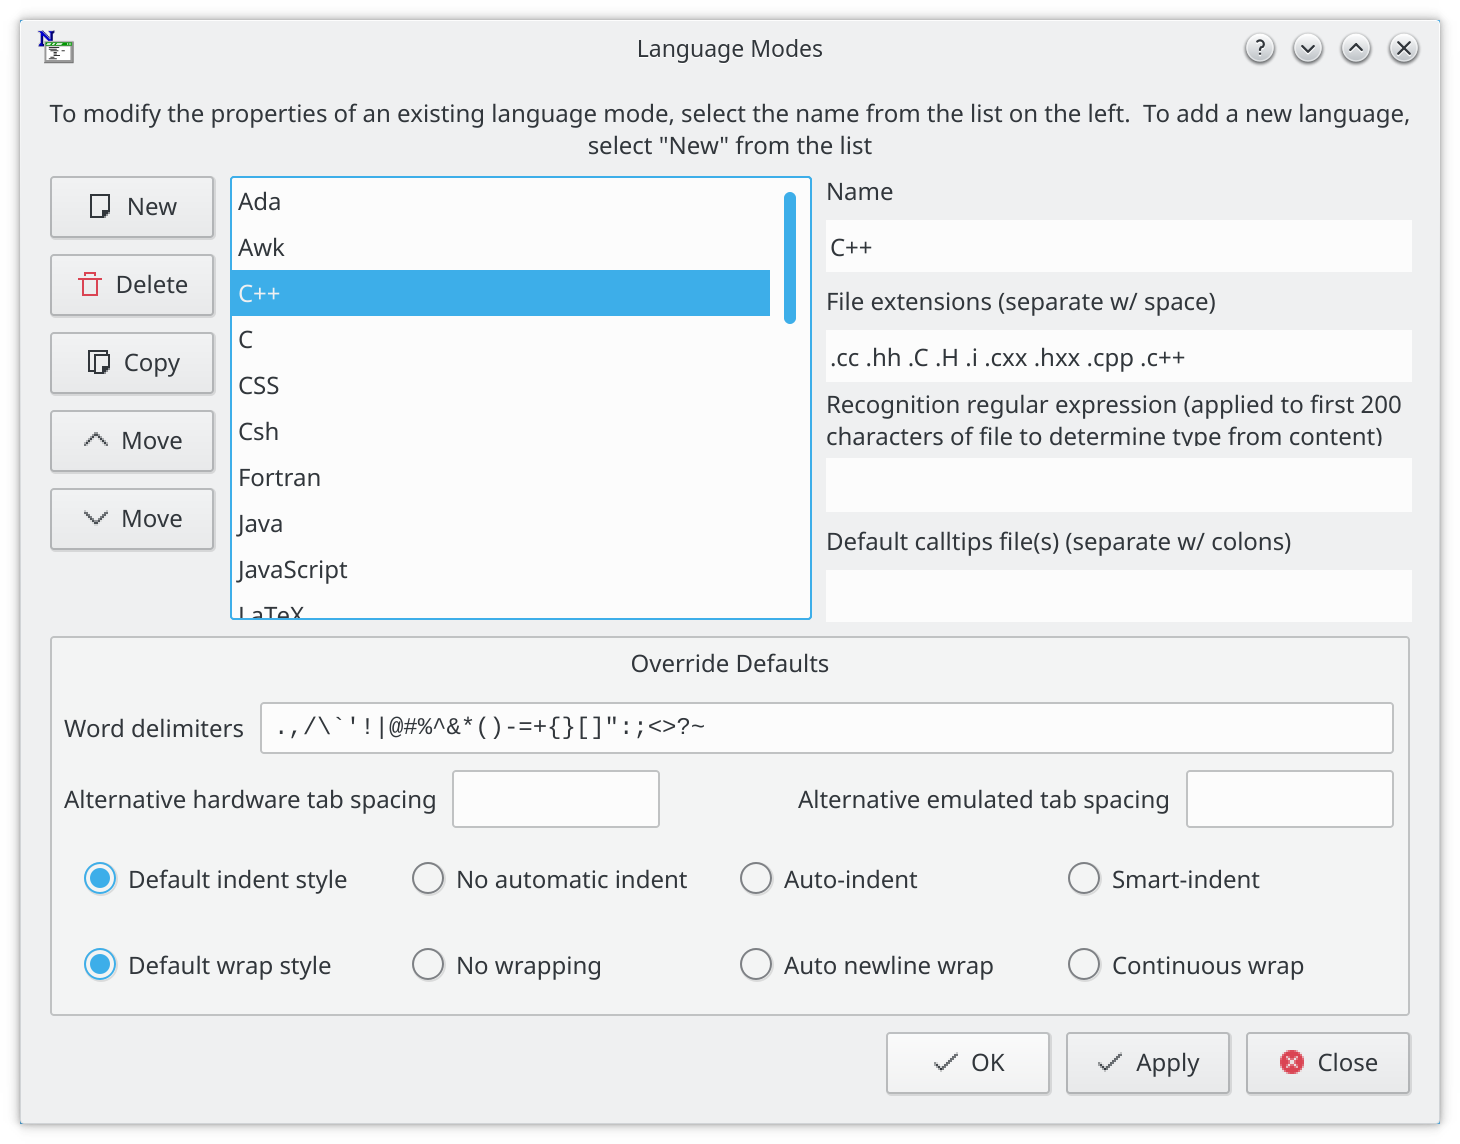 Language Modes
To modify the properties of an existing language mode, select the name from the list on the left.  To add a new language,
select "New" from the list
New
Delete
Copy
Move
Move
Ada
Awk
C++
C
CSS
Csh
Fortran
Java
JavaScript
LaTeX
Name
C++
File extensions (separate w/ space)
.cc .hh .C .H .i .cxx .hxx .cpp .c++
Recognition regular expression (applied to first 200
characters of file to determine type from content)
Default calltips file(s) (separate w/ colons)
Override Defaults
Word delimiters .,/\`'!|@#%^&*()-=+{}[]":;<>?~
Alternative hardware tab spacing Alternative emulated tab spacing
Default indent style No automatic indent Auto-indent Smart-indent
Default wrap style No wrapping Auto newline wrap Continuous wrap
OK Apply Close